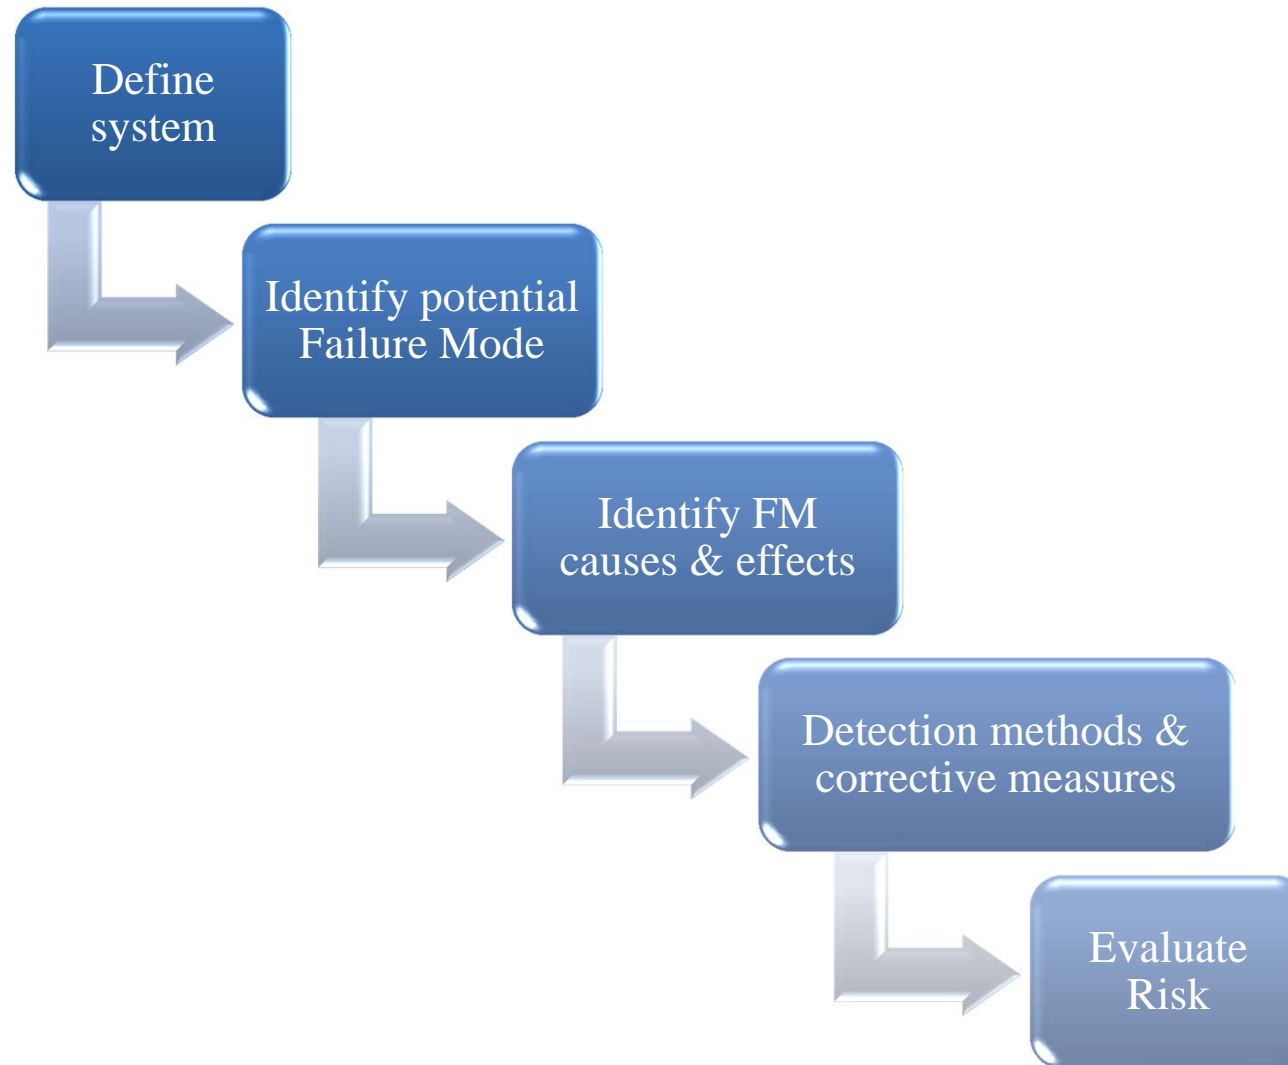 Define
system
Identify potential
Failure Mode
Identify FM
causes & effects
Detection methods &
corrective measures
Evaluate
Risk